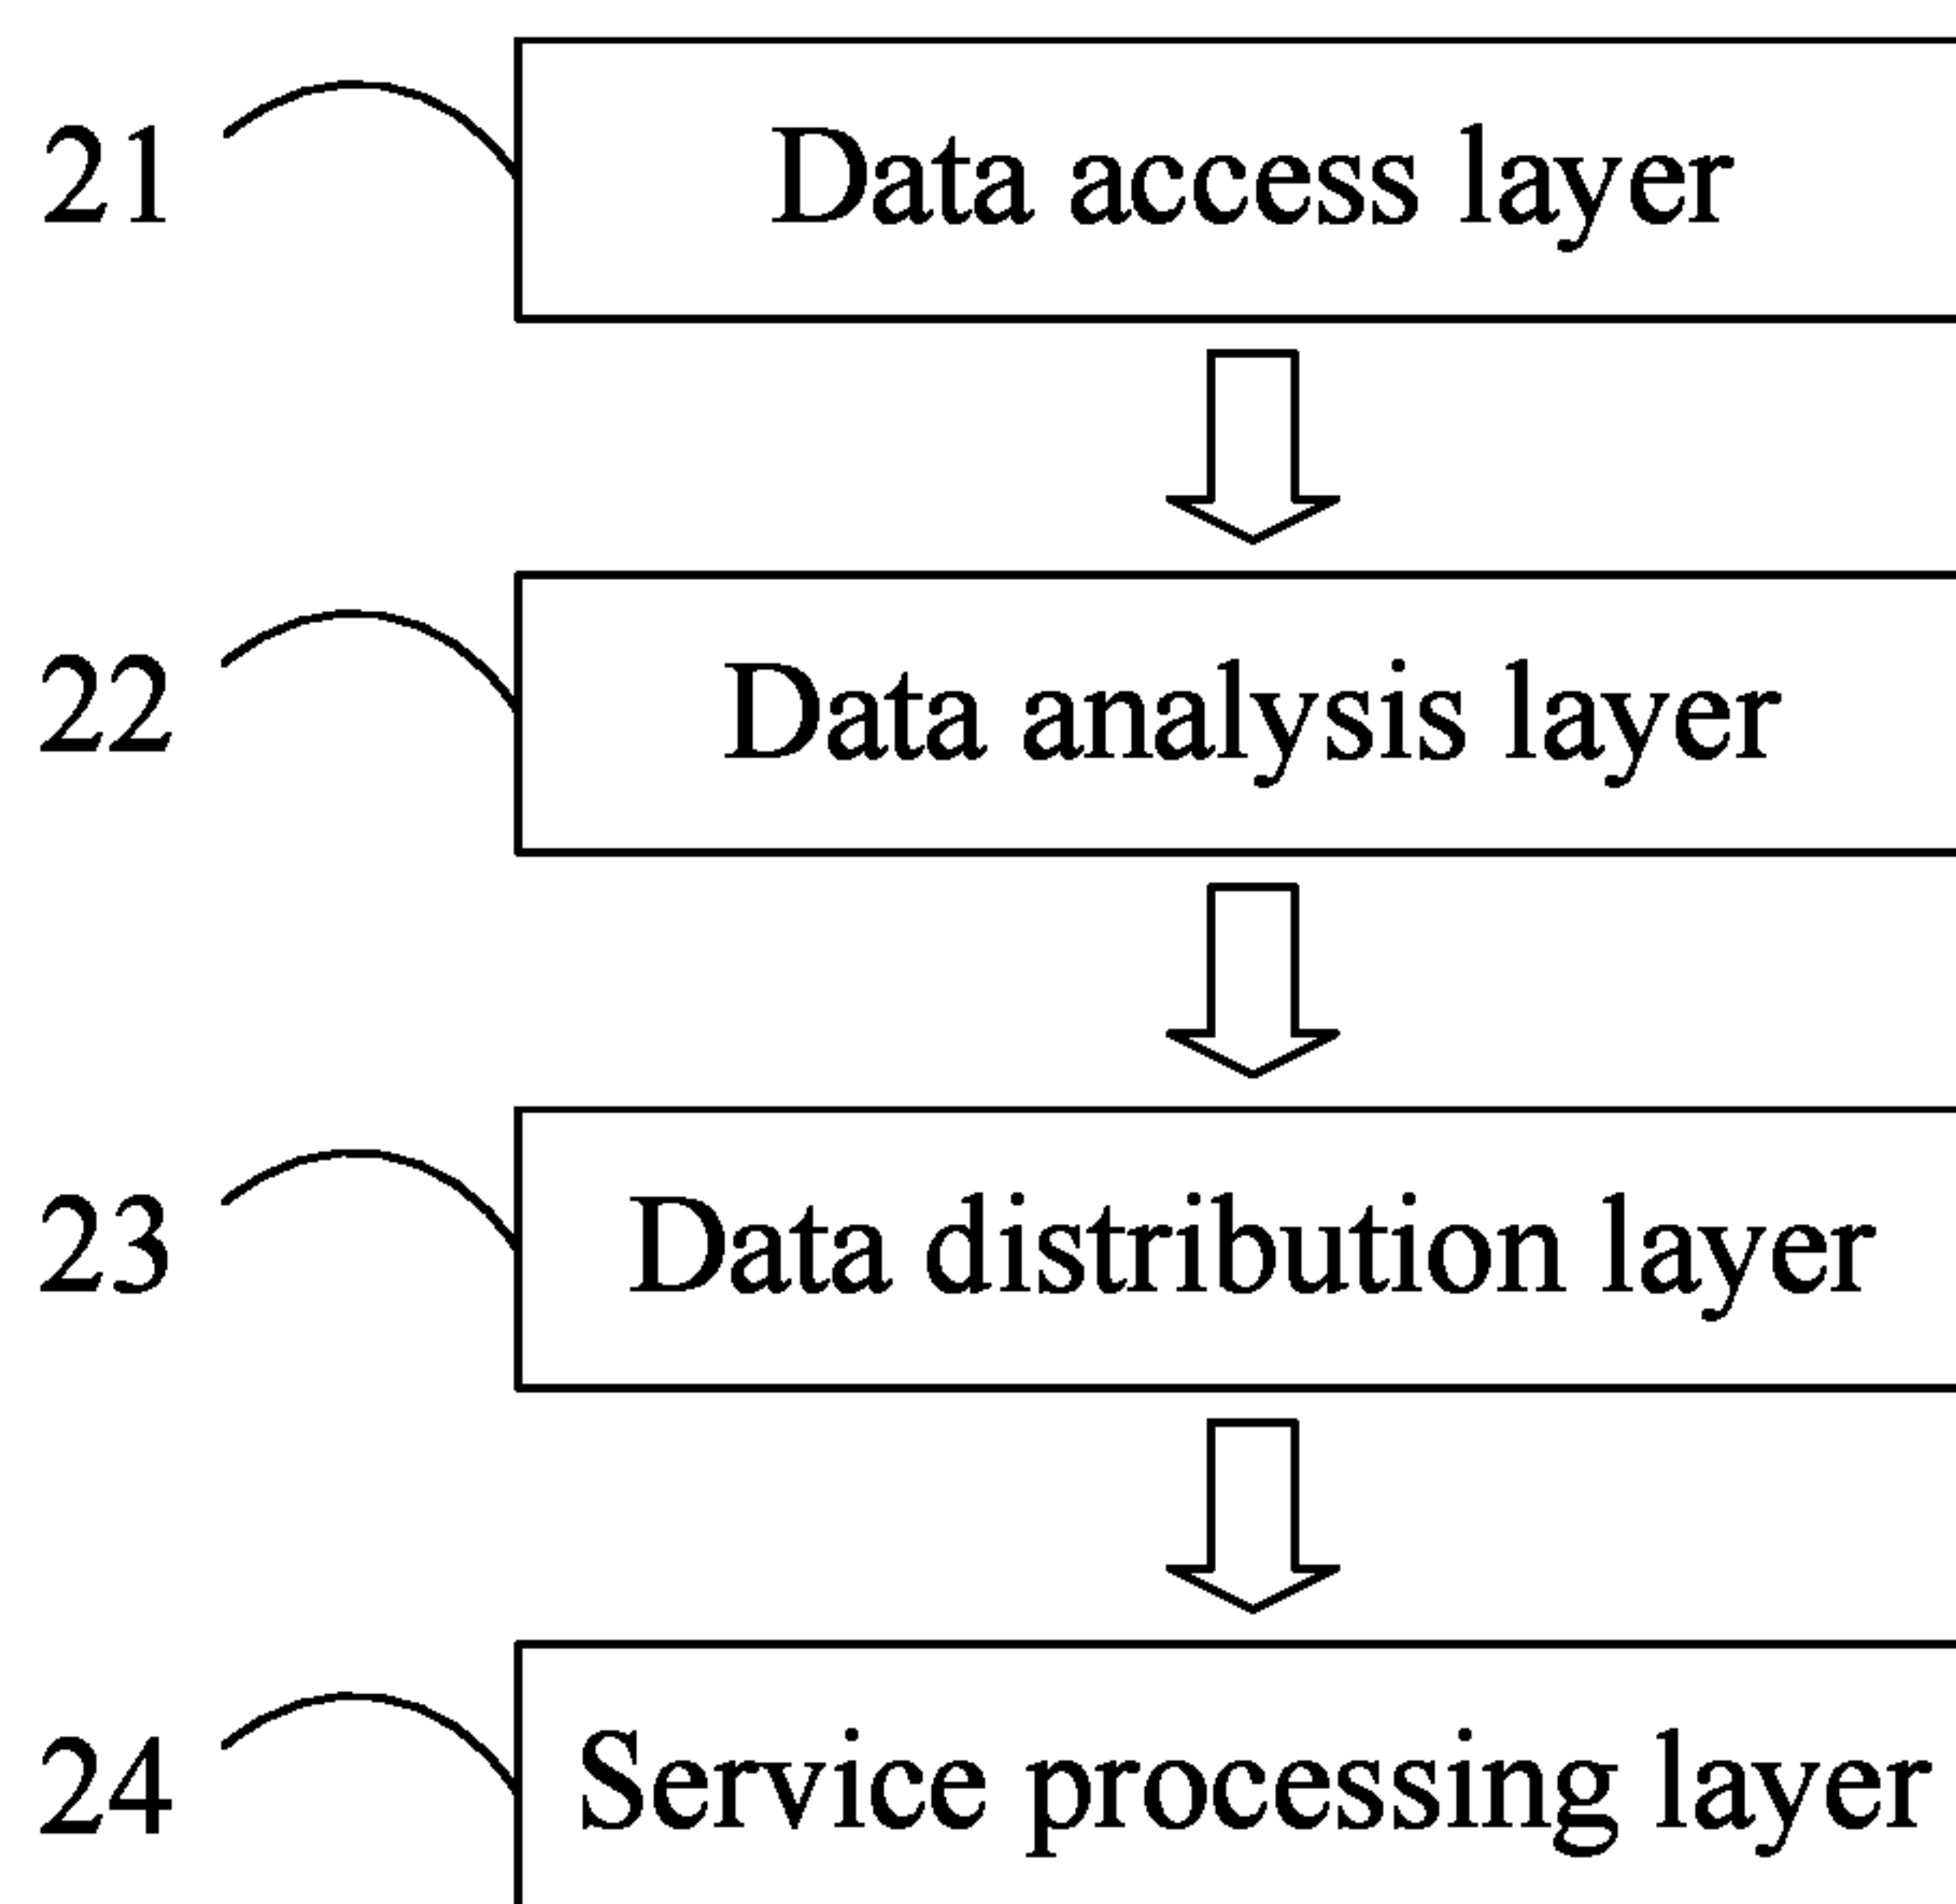 21 Data access layer
22 Data analysis layer
23 Data distribution layer
24 Service processing layer